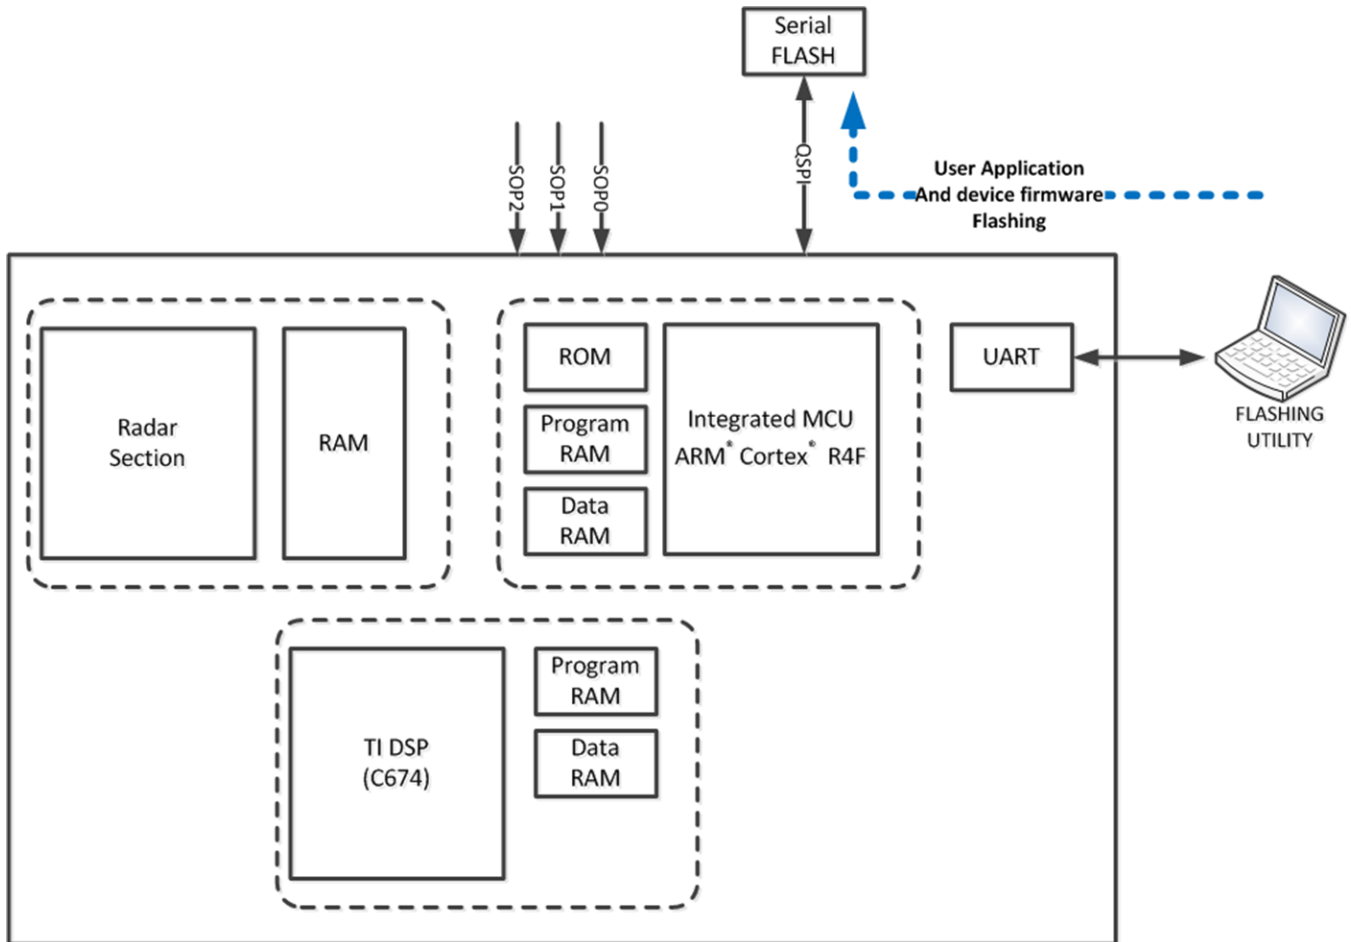 Serial
FLASH
SOP2
SOP1
SOP0
QSPI
User Application
And device firmware
Flashing
Radar
Section
RAM
ROM
Program
RAM
Data
RAM
Integrated MCU
ARM® Cortex® R4F
UART
FLASHING
UTILITY
TI DSP
(C674)
Program
RAM
Data
RAM